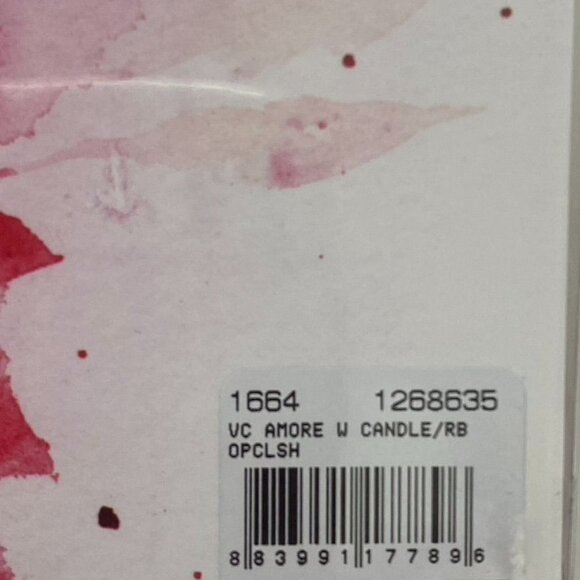 1664 1268635
VC AMORE W CANDLE/RB
OPCLSH
8 83991 17789 6